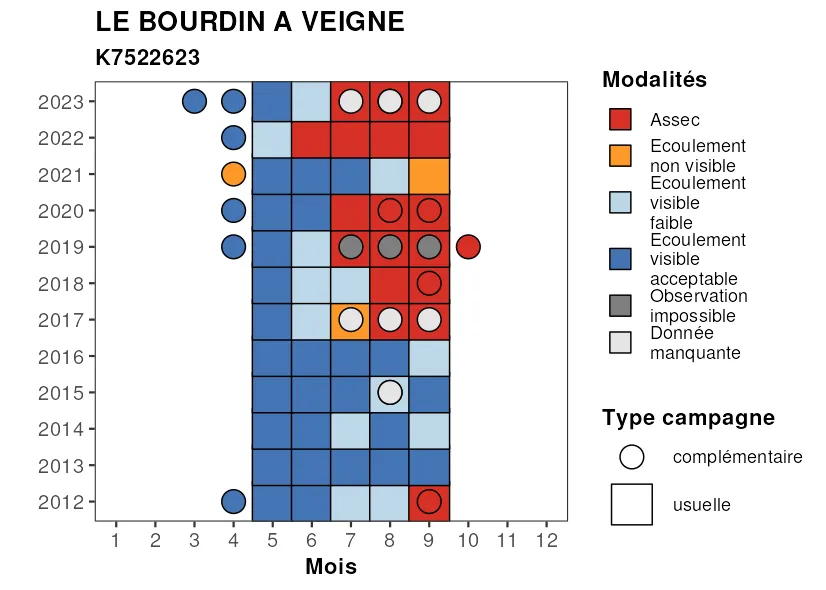 LE BOURDIN A VEIGNE
K7522623
2023
2022
2021
2020
2019
2018
2017
2016
2015
2014
2013
2012
1 2 3 4 5 6 7 8 9 10 11 12
Mois
Modalités
Assec
Ecoulement
non visible
Ecoulement
visible
faible
Ecoulement
visible
acceptable
Observation
impossible
Donnée
manquante
Type campagne
complémentaire
usuelle